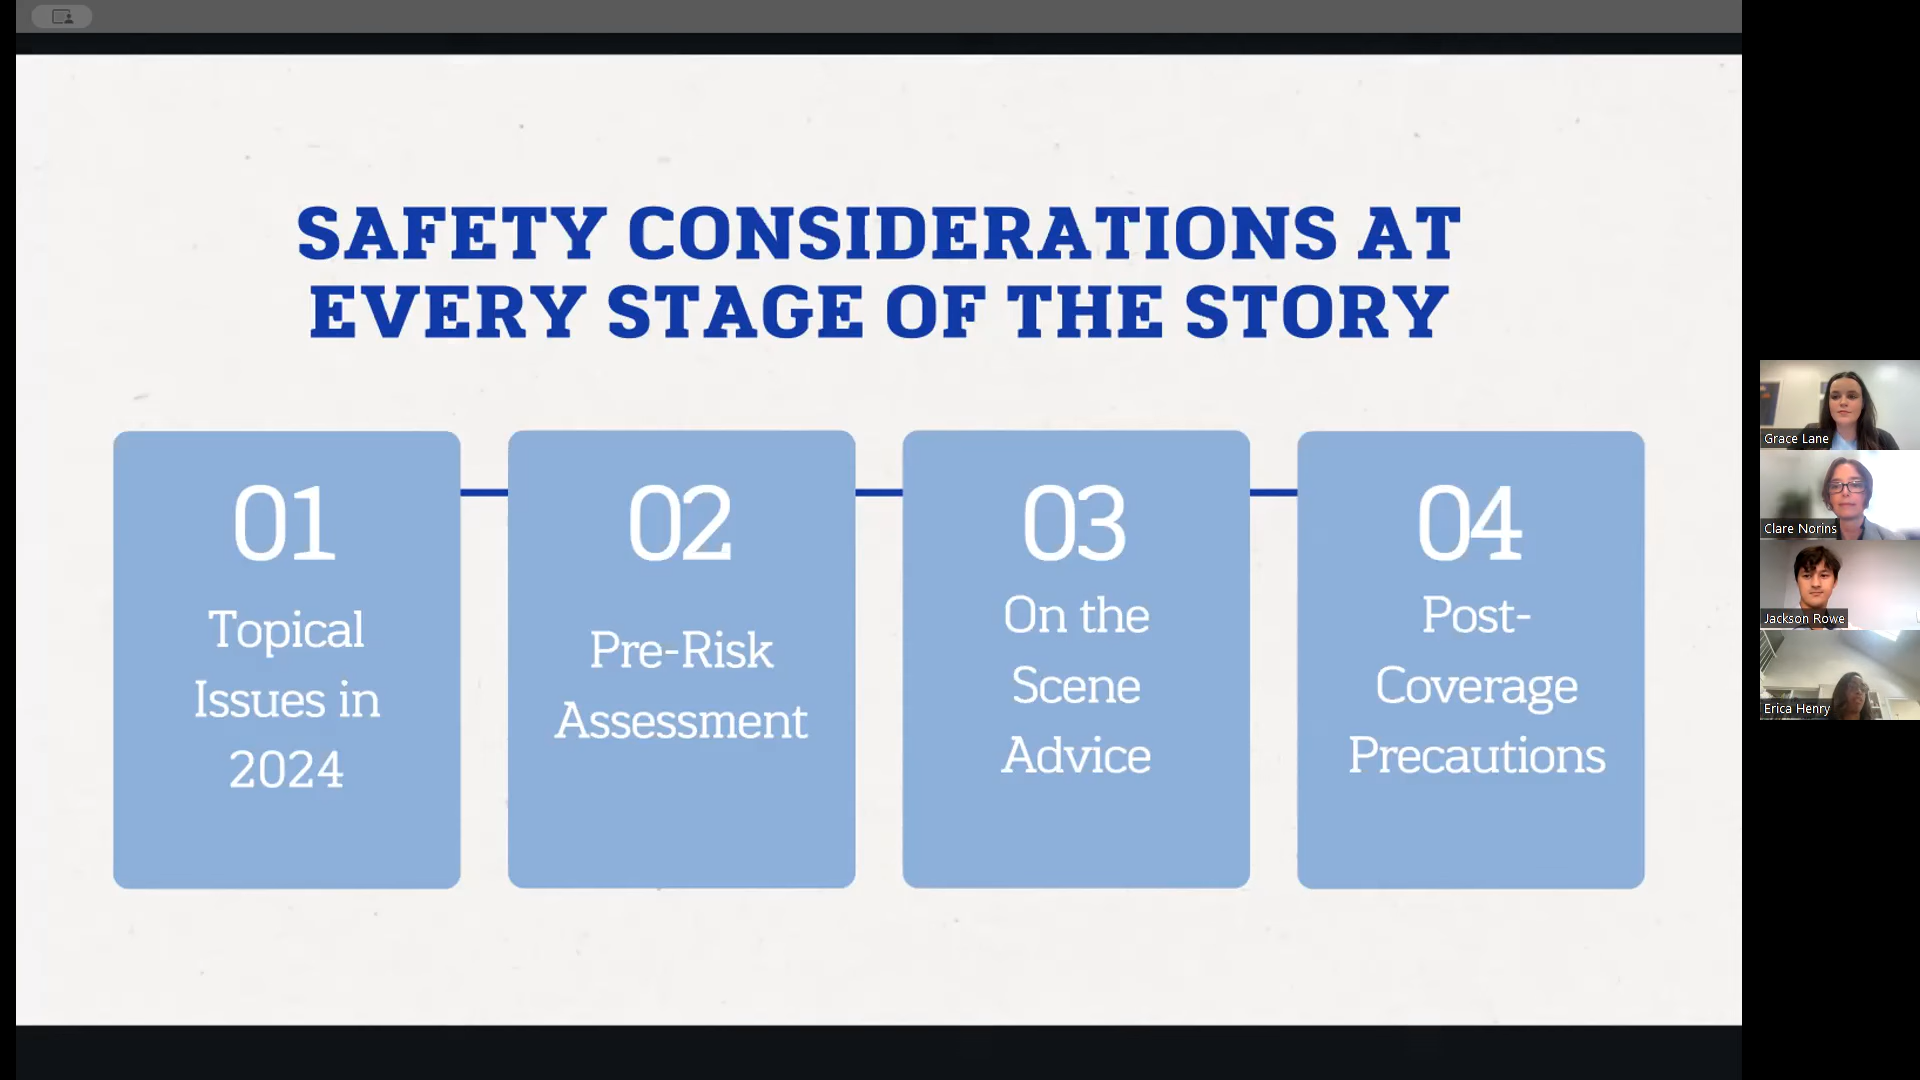 SAFETY CONSIDERATIONS AT
EVERY STAGE OF THE STORY
01
Topical
Issues in
2024
02
Pre-Risk
Assessment
03
On the
Scene
Advice
04
Post-
Coverage
Precautions
Grace Lane
Clare Norins
Jackson Rowe
Erica Henry